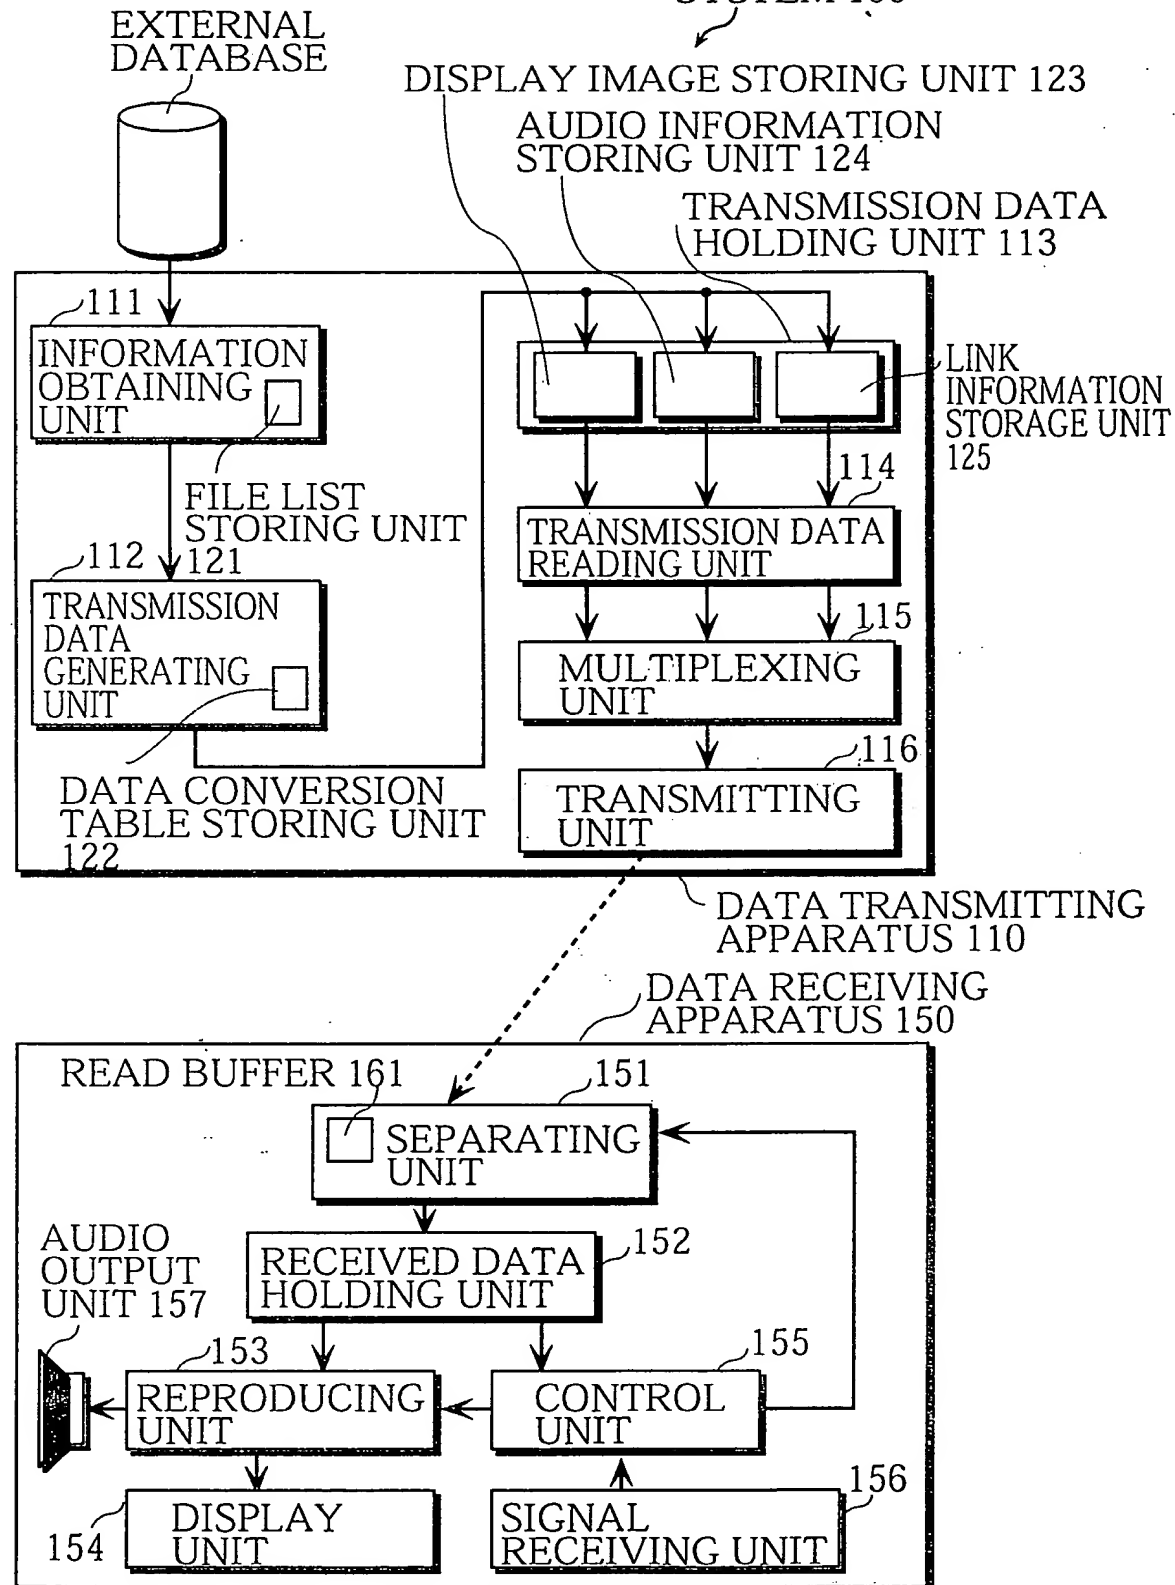 EXTERNAL
DATABASE
DISPLAY IMAGE STORING UNIT 123
AUDIO INFORMATION
STORING UNIT 124
TRANSMISSION DATA
HOLDING UNIT 113
111
INFORMATION
OBTAINING
UNIT
LINK
INFORMATION
STORAGE UNIT
125
FILE LIST
STORING UNIT
121
114
TRANSMISSION DATA
READING UNIT
112
TRANSMISSION
DATA
GENERATING
UNIT
115
MULTIPLEXING
UNIT
116
TRANSMITTING
UNIT
DATA CONVERSION
TABLE STORING UNIT
122
DATA TRANSMITTING
APPARATUS 110
DATA RECEIVING
APPARATUS 150
READ BUFFER 161
151
SEPARATING
UNIT
152
RECEIVED DATA
HOLDING UNIT
AUDIO
OUTPUT
UNIT 157
153
REPRODUCING
UNIT
155
CONTROL
UNIT
154
DISPLAY
UNIT
156
SIGNAL
RECEIVING UNIT